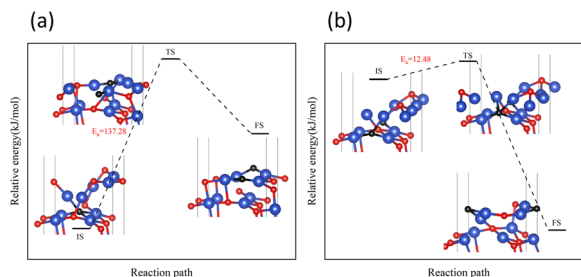 (a)
TS
Eₐ=137.28
FS
IS
Relative energy(kJ/mol)
Reaction path
(b)
Eₐ=12.48
TS
IS
FS
Relative energy(kJ/mol)
Reaction path